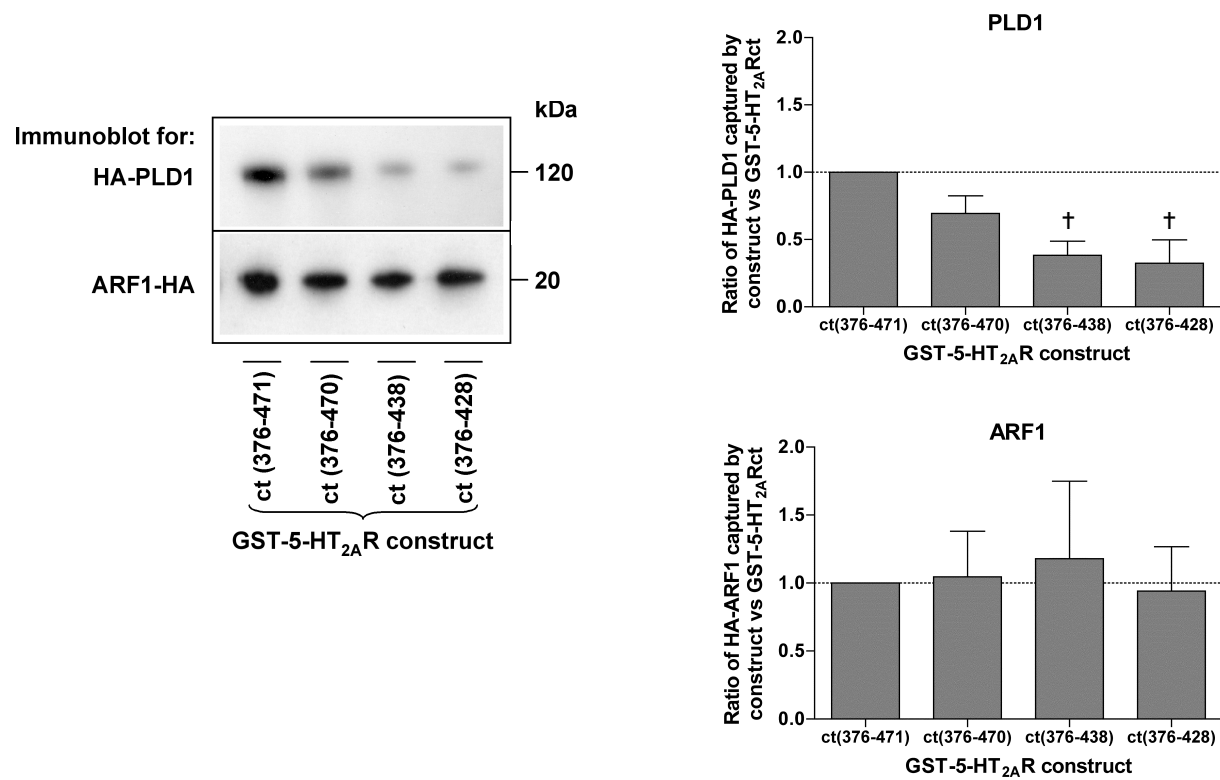 Immunoblot for:
kDa
HA-PLD1
120
ARF1-HA
20
ct (376-471)
ct (376-470)
ct (376-438)
ct (376-428)
GST-5-HT2AR construct
PLD1
Ratio of HA-PLD1 captured by
construct vs GST-5-HT2ARct
2.0
1.5
1.0
0.5
0.0
† †
ct(376-471) ct(376-470) ct(376-438) ct(376-428)
GST-5-HT2AR construct
ARF1
Ratio of HA-ARF1 captured by
construct vs GST-5-HT2ARct
2.0
1.5
1.0
0.5
0.0
ct(376-471) ct(376-470) ct(376-438) ct(376-428)
GST-5-HT2AR construct